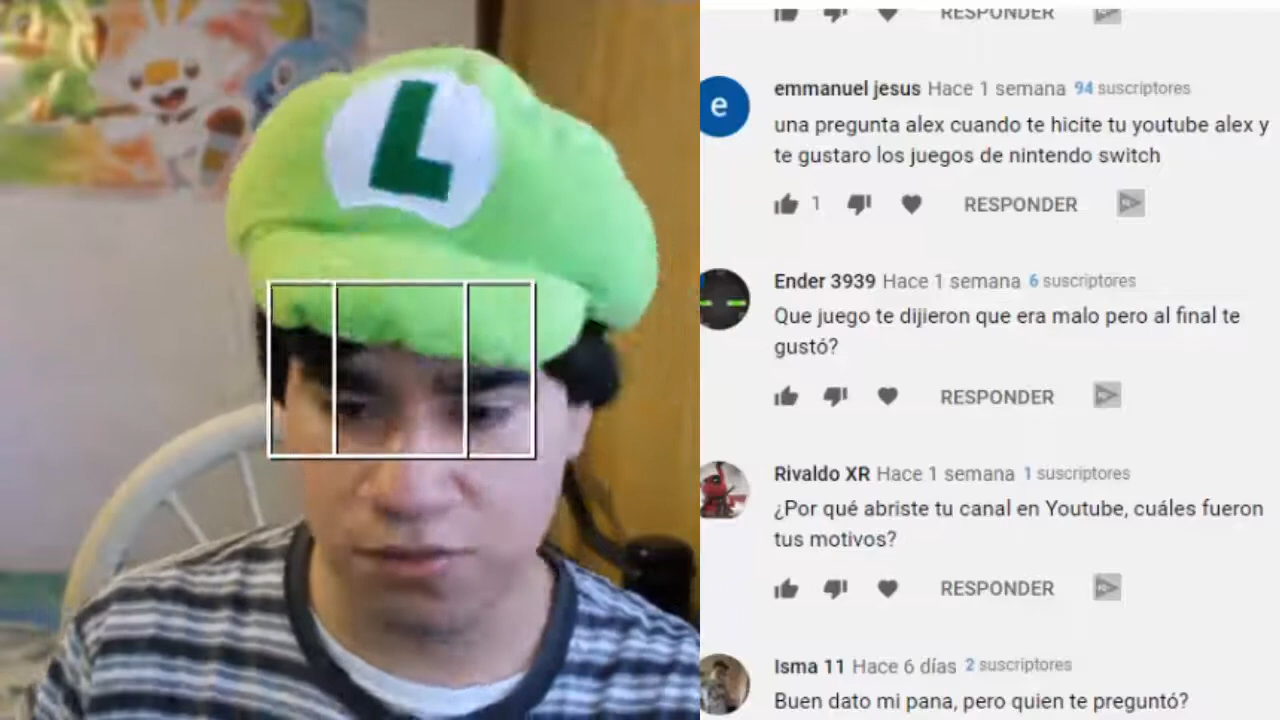 RESPONDER
L
emmanuel jesus Hace 1 semana 94 suscriptores
e
una pregunta alex cuando te hicite tu youtube alex y
te gustaro los juegos de nintendo switch
1 RESPONDER
Ender 3939 Hace 1 semana 6 suscriptores
Que juego te dijieron que era malo pero al final te
gustó?
RESPONDER
Rivaldo XR Hace 1 semana 1 suscriptores
¿Por qué abriste tu canal en Youtube, cuáles fueron
tus motivos?
RESPONDER
Isma 11 Hace 6 días 2 suscriptores
Buen dato mi pana, pero quien te preguntó?